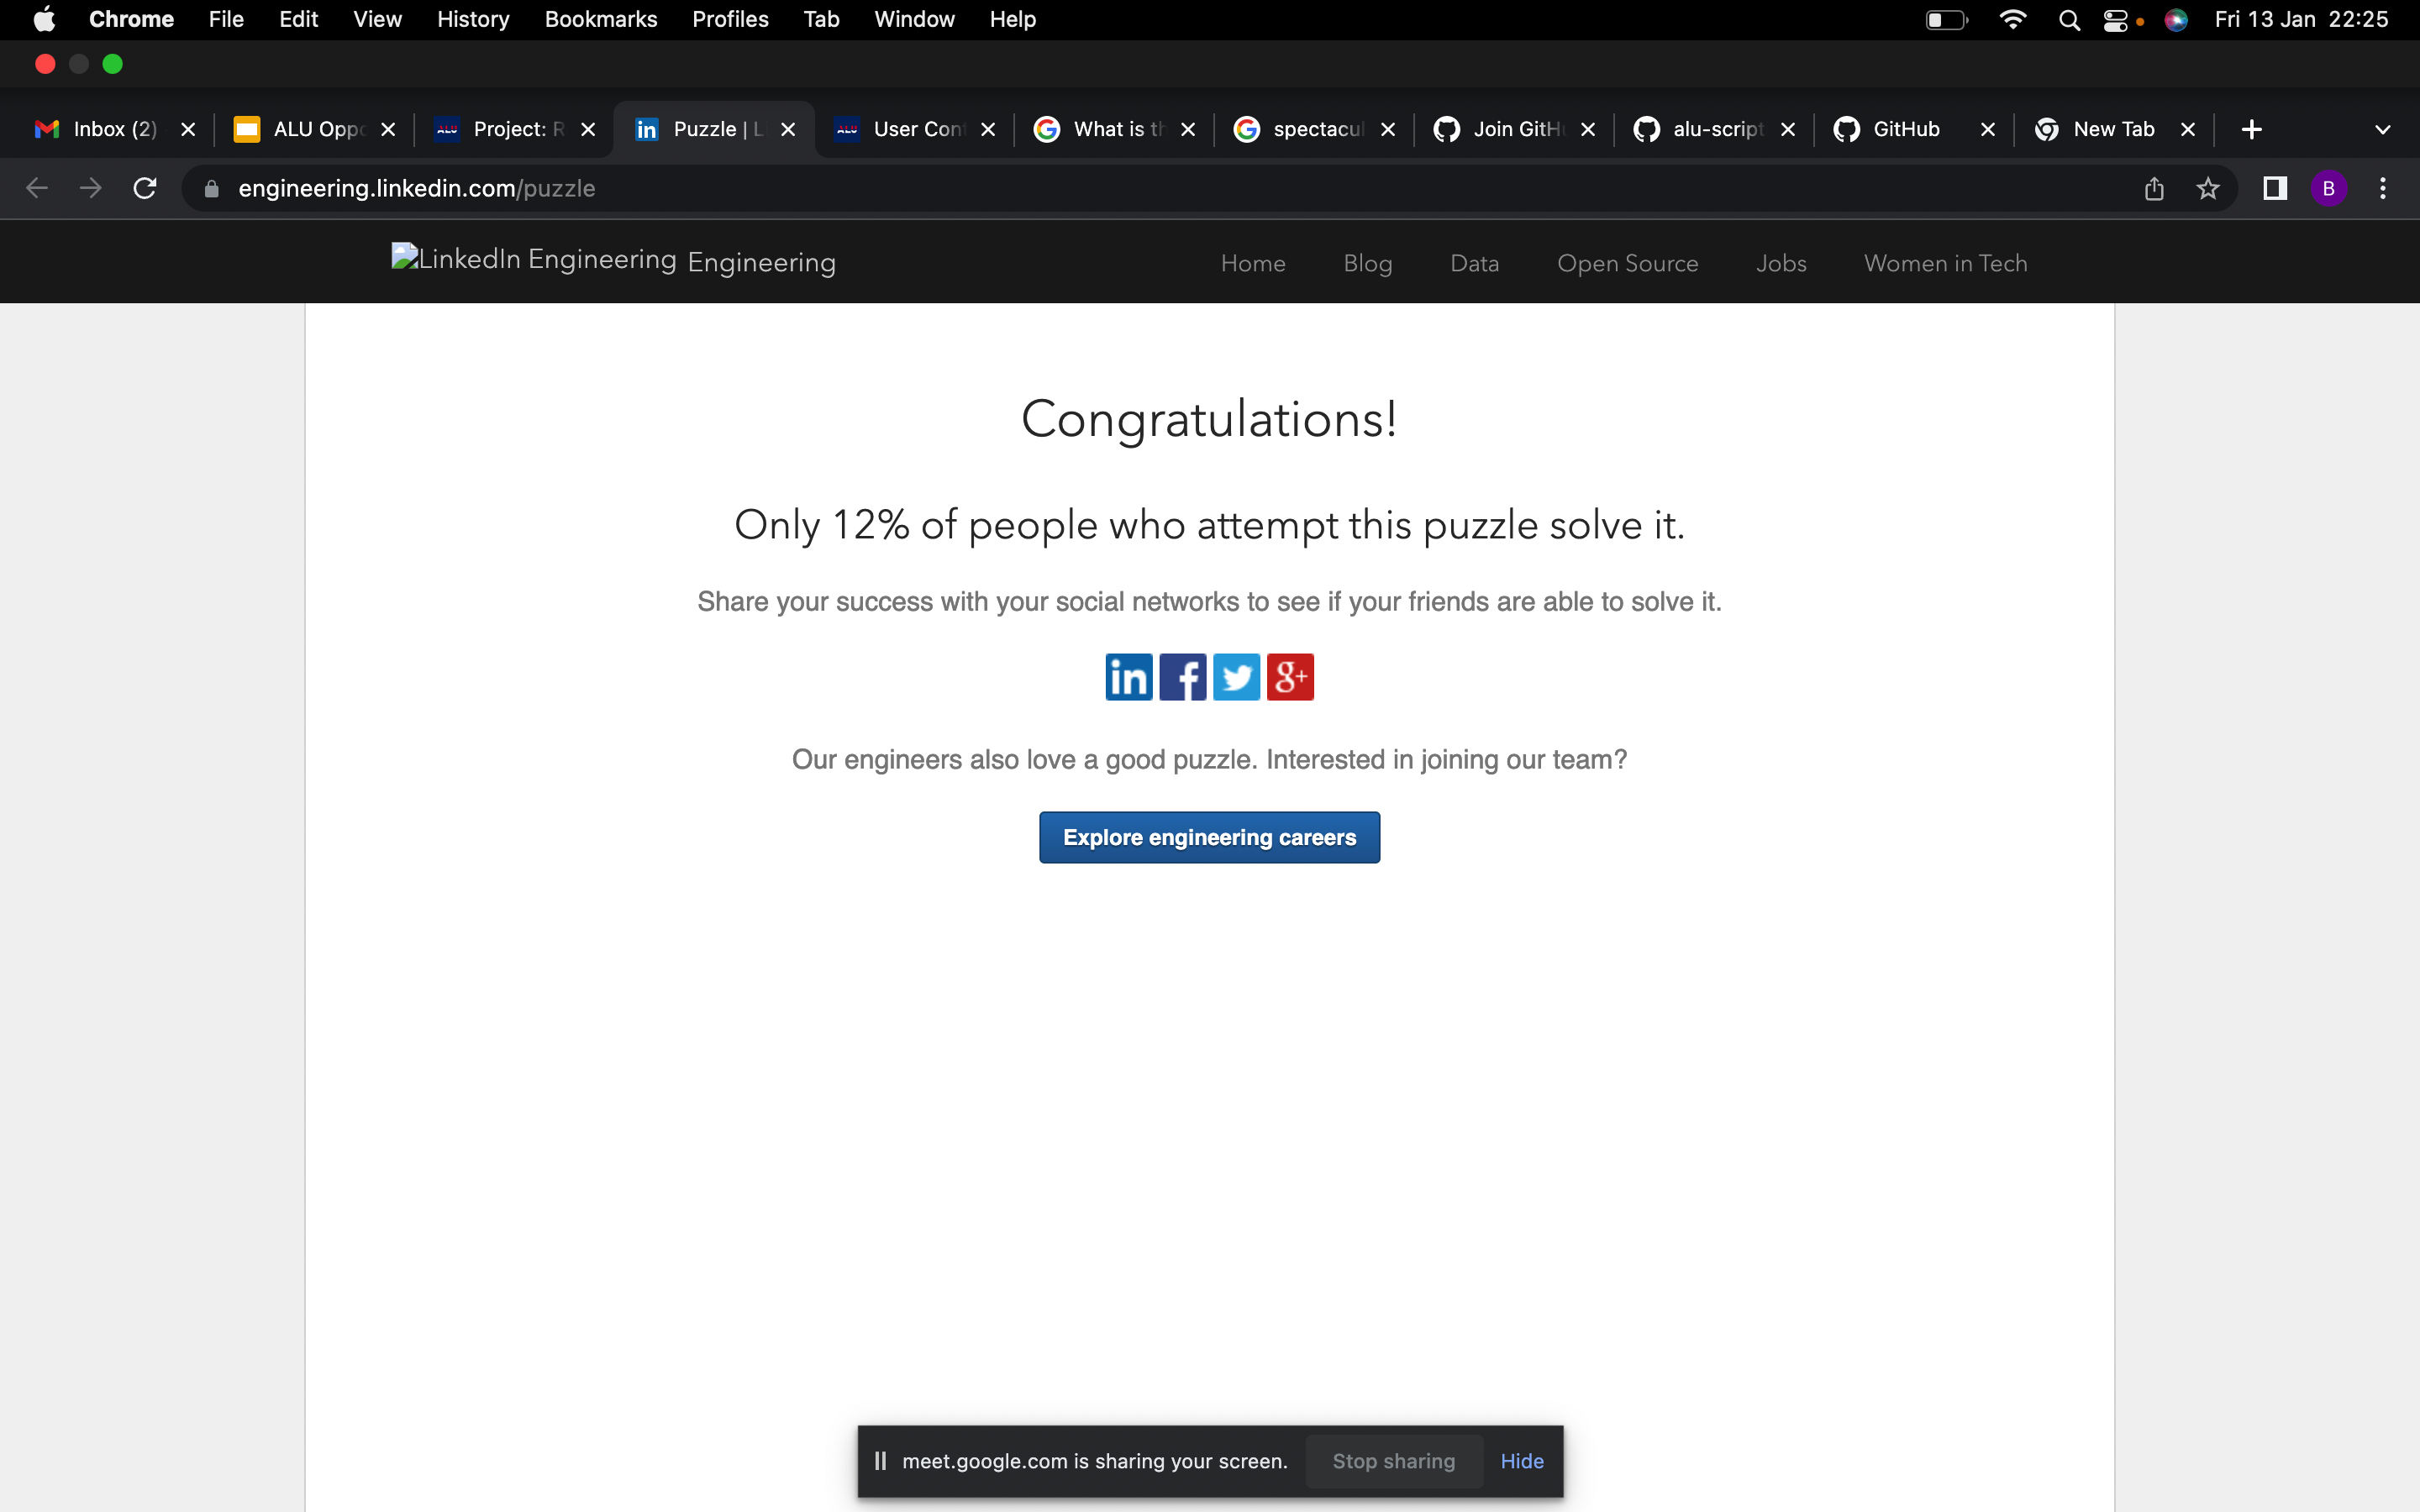 Chrome File Edit View History Bookmarks Profiles Tab Window Help Fri 13 Jan 22:25
Inbox (2) ALU Oppo Project: R Puzzle | L User Con What is th spectacul Join GitH alu-script GitHub New Tab
engineering.linkedin.com/puzzle B
LinkedIn Engineering Engineering Home Blog Data Open Source Jobs Women in Tech
Congratulations!
Only 12% of people who attempt this puzzle solve it.
Share your success with your social networks to see if your friends are able to solve it.
in f g+
Our engineers also love a good puzzle. Interested in joining our team?
Explore engineering careers
meet.google.com is sharing your screen. Stop sharing Hide